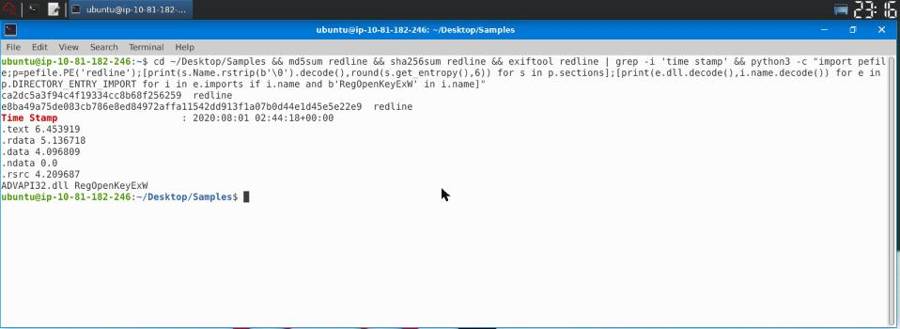 ubuntu@ip-10-81-182-...
23:16
ubuntu@ip-10-81-182-246: ~/Desktop/Samples
File Edit View Search Terminal Help
ubuntu@ip-10-81-182-246:~$ cd ~/Desktop/Samples && md5sum redline && sha256sum redline && exiftool redline | grep -i 'time stamp' && python3 -c "import pefil
e;p=pefile.PE('redline');[print(s.Name.rstrip(b'\0').decode(),round(s.get_entropy(),6)) for s in p.sections];[print(e.dll.decode(),i.name.decode()) for e in
p.DIRECTORY_ENTRY_IMPORT for i in e.imports if i.name and b'RegOpenKeyExW' in i.name]"
ca2dc5a3f94c4f19334cc8b68f256259  redline
e8ba49a75de083cb786e8ed84972affa11542dd913f1a07b0d44e1d45e5e22e9  redline
Time Stamp                      : 2020:08:01 02:44:18+00:00
.text 6.453919
.rdata 5.136718
.data 4.096809
.ndata 0.0
.rsrc 4.209687
ADVAPI32.dll RegOpenKeyExW
ubuntu@ip-10-81-182-246:~/Desktop/Samples$